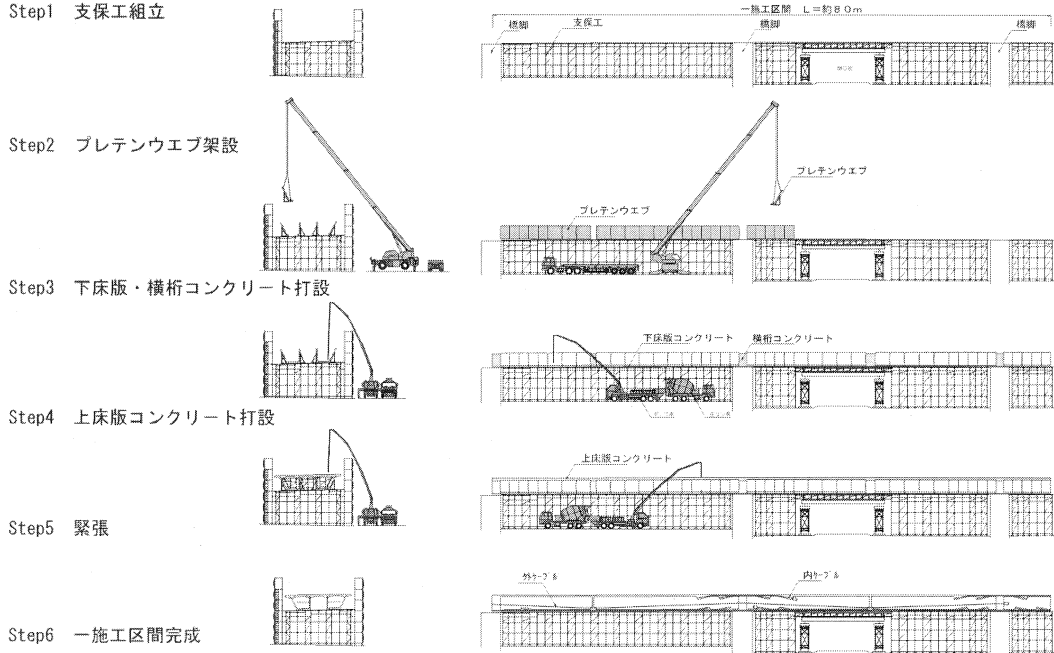 Step1 支保工組立
一施工区間 L=約80m
橋脚
支保工
橋脚
橋脚
Step2 プレテンウエブ架設
プレテンウエブ
プレテンウエブ
Step3 下床版・横桁コンクリート打設
下床版コンクリート
横桁コンクリート
Step4 上床版コンクリート打設
上床版コンクリート
Step5 緊張
外ケーブル
内ケーブル
Step6 一施工区間完成